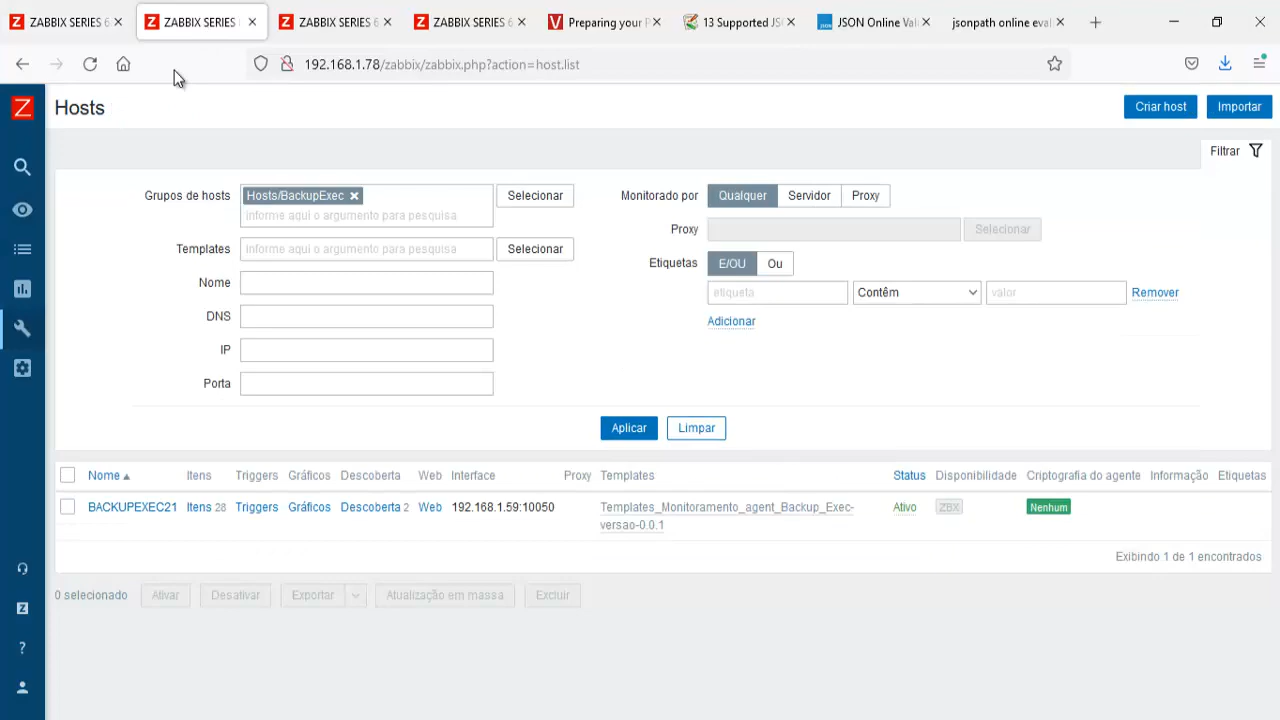 ZABBIX SERIES 6
ZABBIX SERIES
ZABBIX SERIES 6
ZABBIX SERIES 6
Preparing your P
13 Supported JS
JSON Online Vali
jsonpath online eva
192.168.1.78/zabbix/zabbix.php?action=host.list
Z
Hosts
Criar host
Importar
Filtrar
Grupos de hosts
Hosts/BackupExec
informe aqui o argumento para pesquisa
Selecionar
Monitorado por
Qualquer
Servidor
Proxy
Proxy
Selecionar
Templates
informe aqui o argumento para pesquisa
Selecionar
Etiquetas
E/OU
Ou
Nome
etiqueta
Contêm
valor
Remover
DNS
Adicionar
IP
Porta
Aplicar
Limpar
Nome Itens Triggers Gráficos Descoberta Web Interface Proxy Templates Status Disponibilidade Criptografia do agente Informação Etiquetas
BACKUPEXEC21 Itens 28 Triggers Gráficos Descoberta 2 Web 192.168.1.59:10050 Templates_Monitoramento_agent_Backup_Exec- Ativo ZBX Nenhum
versao-0.0.1
Exibindo 1 de 1 encontrados
0 selecionado
Ativar
Desativar
Exportar
Atualização em massa
Excluir
Z
?